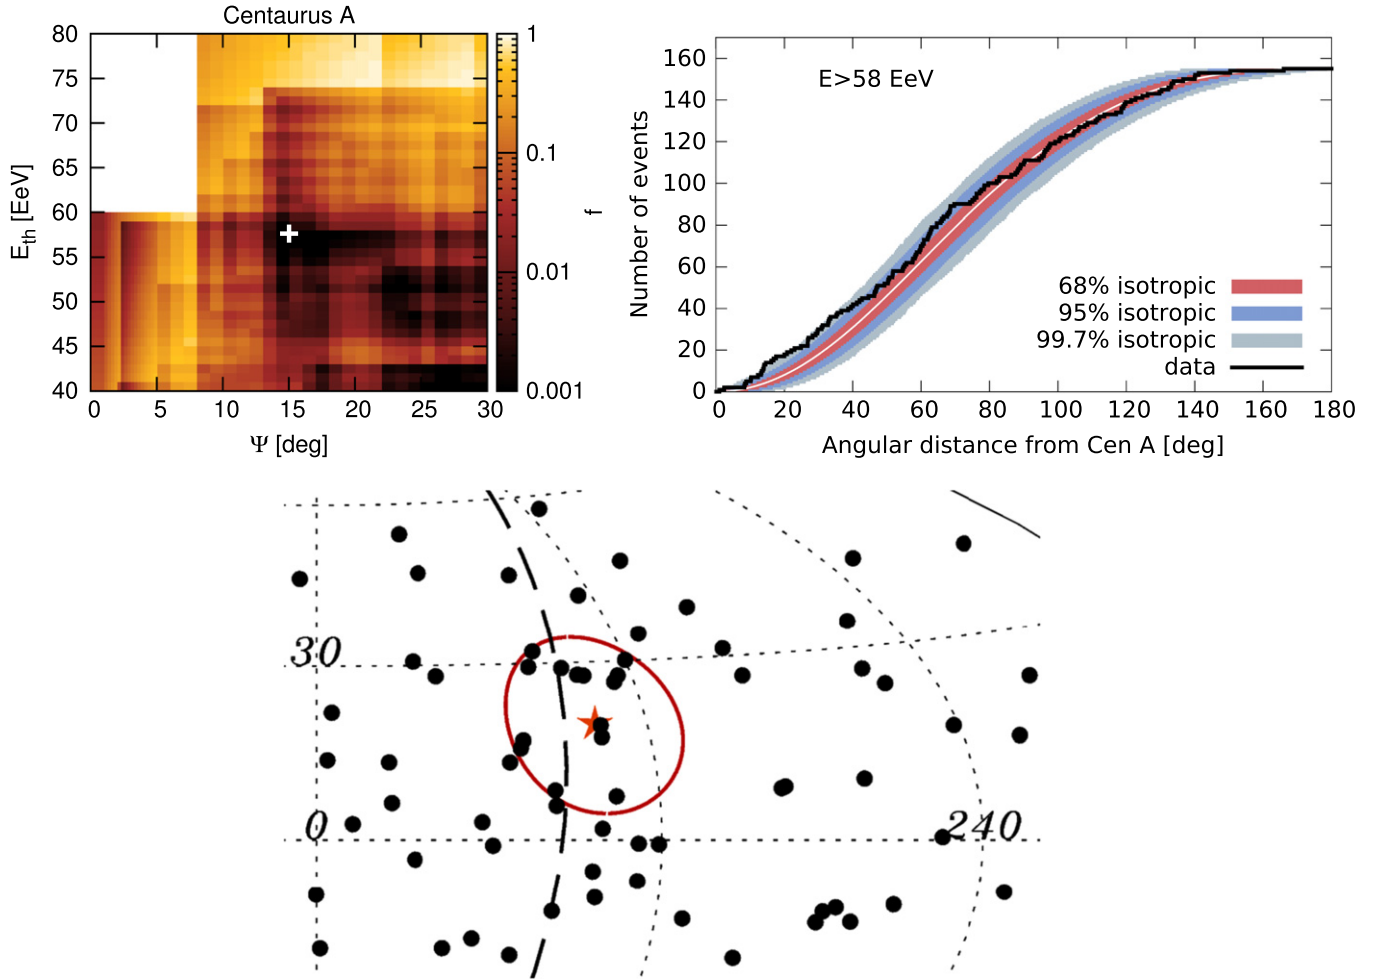 Centaurus A
80
75
70
65
60
55
50
45
40
E_th [EeV]
0 5 10 15 20 25 30
Ψ [deg]
1
0.1
0.01
0.001
f
160
140
120
100
80
60
40
20
0
Number of events
E>58 EeV
68% isotropic
95% isotropic
99.7% isotropic
data
0 20 40 60 80 100 120 140 160 180
Angular distance from Cen A [deg]
30
0
240